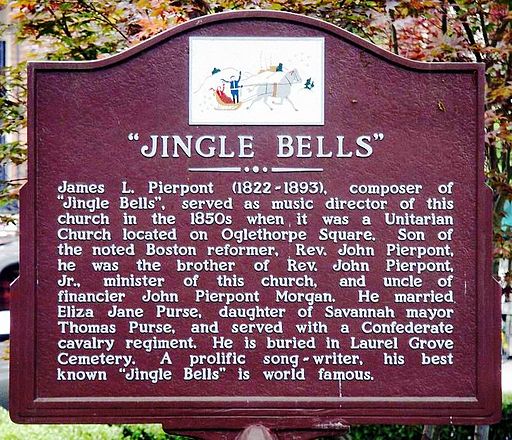 "JINGLE BELLS"
James L. Pierpont (1822-1893), composer of
"Jingle Bells", served as music director of this
church in the 1850s when it was a Unitarian
Church located on Oglethorpe Square. Son of
the noted Boston reformer, Rev. John Pierpont,
he was the brother of Rev. John Pierpont,
Jr., minister of this church, and uncle of
financier John Pierpont Morgan. He married
Eliza Jane Purse, daughter of Savannah mayor
Thomas Purse, and served with a Confederate
cavalry regiment. He is buried in Laurel Grove
Cemetery. A prolific song-writer, his best
known "Jingle Bells" is world famous.